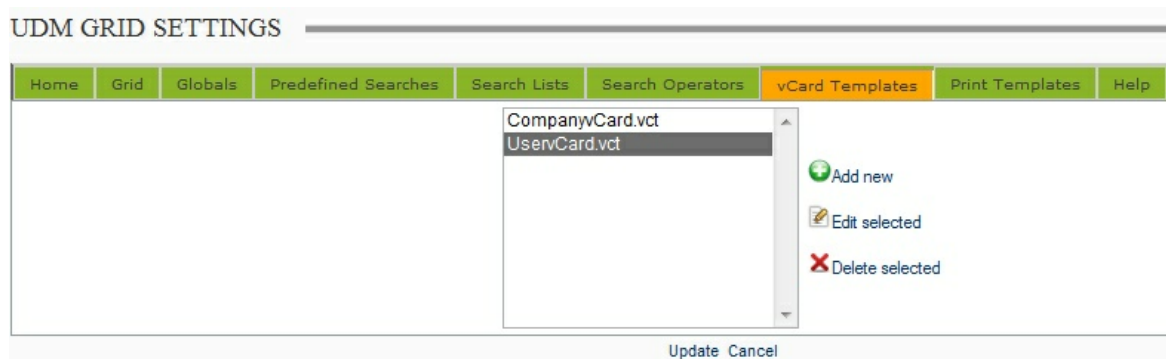 UDM GRID SETTINGS
Home Grid Globals Predefined Searches Search Lists Search Operators vCard Templates Print Templates Help
CompanyvCard.vct
UservCard.vct
Add new
Edit selected
Delete selected
Update Cancel